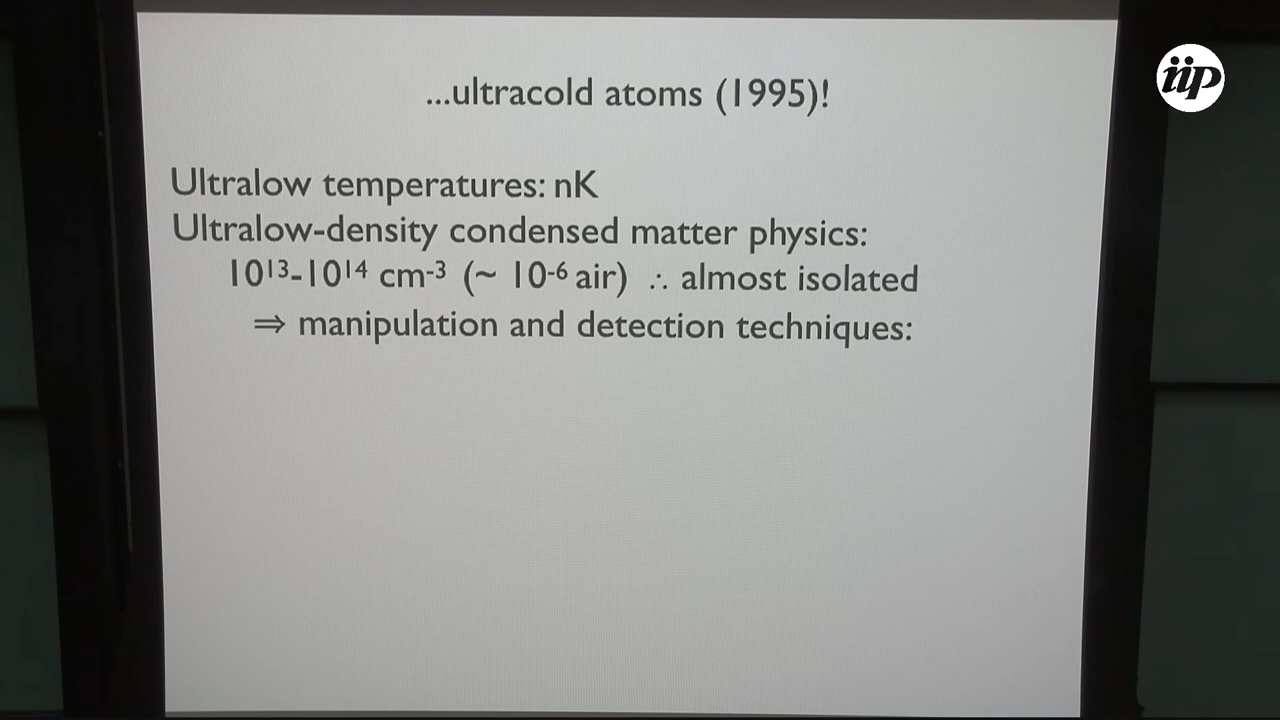 ...ultracold atoms (1995)!
Ultralow temperatures: nK
Ultralow-density condensed matter physics:
10¹³-10¹⁴ cm⁻³ (~ 10⁻⁶ air) ∴ almost isolated
⇒ manipulation and detection techniques:
iip